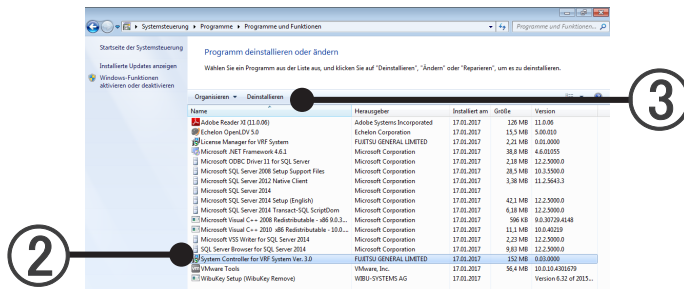 Systemsteuerung ▸ Programme ▸ Programme und Funktionen
Programme und Funktionen...
Startseite der Systemsteuerung
Installierte Updates anzeigen
Windows-Funktionen
aktivieren oder deaktivieren
Programm deinstallieren oder ändern
Wählen Sie ein Programm aus der Liste aus, und klicken Sie auf "Deinstallieren", "Ändern" oder "Reparieren", um es zu deinstallieren.
Organisieren Deinstallieren
3
Name Herausgeber Installiert am Größe Version
Adobe Reader XI (11.0.06) Adobe Systems Incorporated 17.01.2017 126 MB 11.0.06
Echelon OpenLDV 5.0 Echelon Corporation 17.01.2017 15,5 MB 5.00.010
License Manager for VRF System FUJITSU GENERAL LIMITED 17.01.2017 2,21 MB 0.01.0000
Microsoft .NET Framework 4.6.1 Microsoft Corporation 17.01.2017 38,8 MB 4.6.01055
Microsoft ODBC Driver 11 for SQL Server Microsoft Corporation 17.01.2017 2,18 MB 12.2.5000.0
Microsoft SQL Server 2008 Setup Support Files Microsoft Corporation 17.01.2017 28,5 MB 10.3.5500.0
Microsoft SQL Server 2012 Native Client Microsoft Corporation 17.01.2017 3,38 MB 11.2.5643.3
Microsoft SQL Server 2014 Microsoft Corporation 17.01.2017
Microsoft SQL Server 2014 Setup (English) Microsoft Corporation 17.01.2017 42,1 MB 12.2.5000.0
Microsoft SQL Server 2014 Transact-SQL ScriptDom Microsoft Corporation 17.01.2017 6,18 MB 12.2.5000.0
Microsoft Visual C++ 2008 Redistributable - x86 9.0.3... Microsoft Corporation 17.01.2017 596 KB 9.0.30729.4148
Microsoft Visual C++ 2010 x86 Redistributable - 10.0.... Microsoft Corporation 17.01.2017 11,1 MB 10.0.40219
Microsoft VSS Writer for SQL Server 2014 Microsoft Corporation 17.01.2017 2,23 MB 12.2.5000.0
SQL Server Browser for SQL Server 2014 Microsoft Corporation 17.01.2017 9,83 MB 12.2.5000.0
2
System Controller for VRF System Ver. 3.0 FUJITSU GENERAL LIMITED 17.01.2017 152 MB 0.03.0000
VMware Tools VMware, Inc. 17.01.2017 56,4 MB 10.0.10.4301679
WibuKey Setup (WibuKey Remove) WIBU-SYSTEMS AG 17.01.2017 Version 6.32 of 2015...